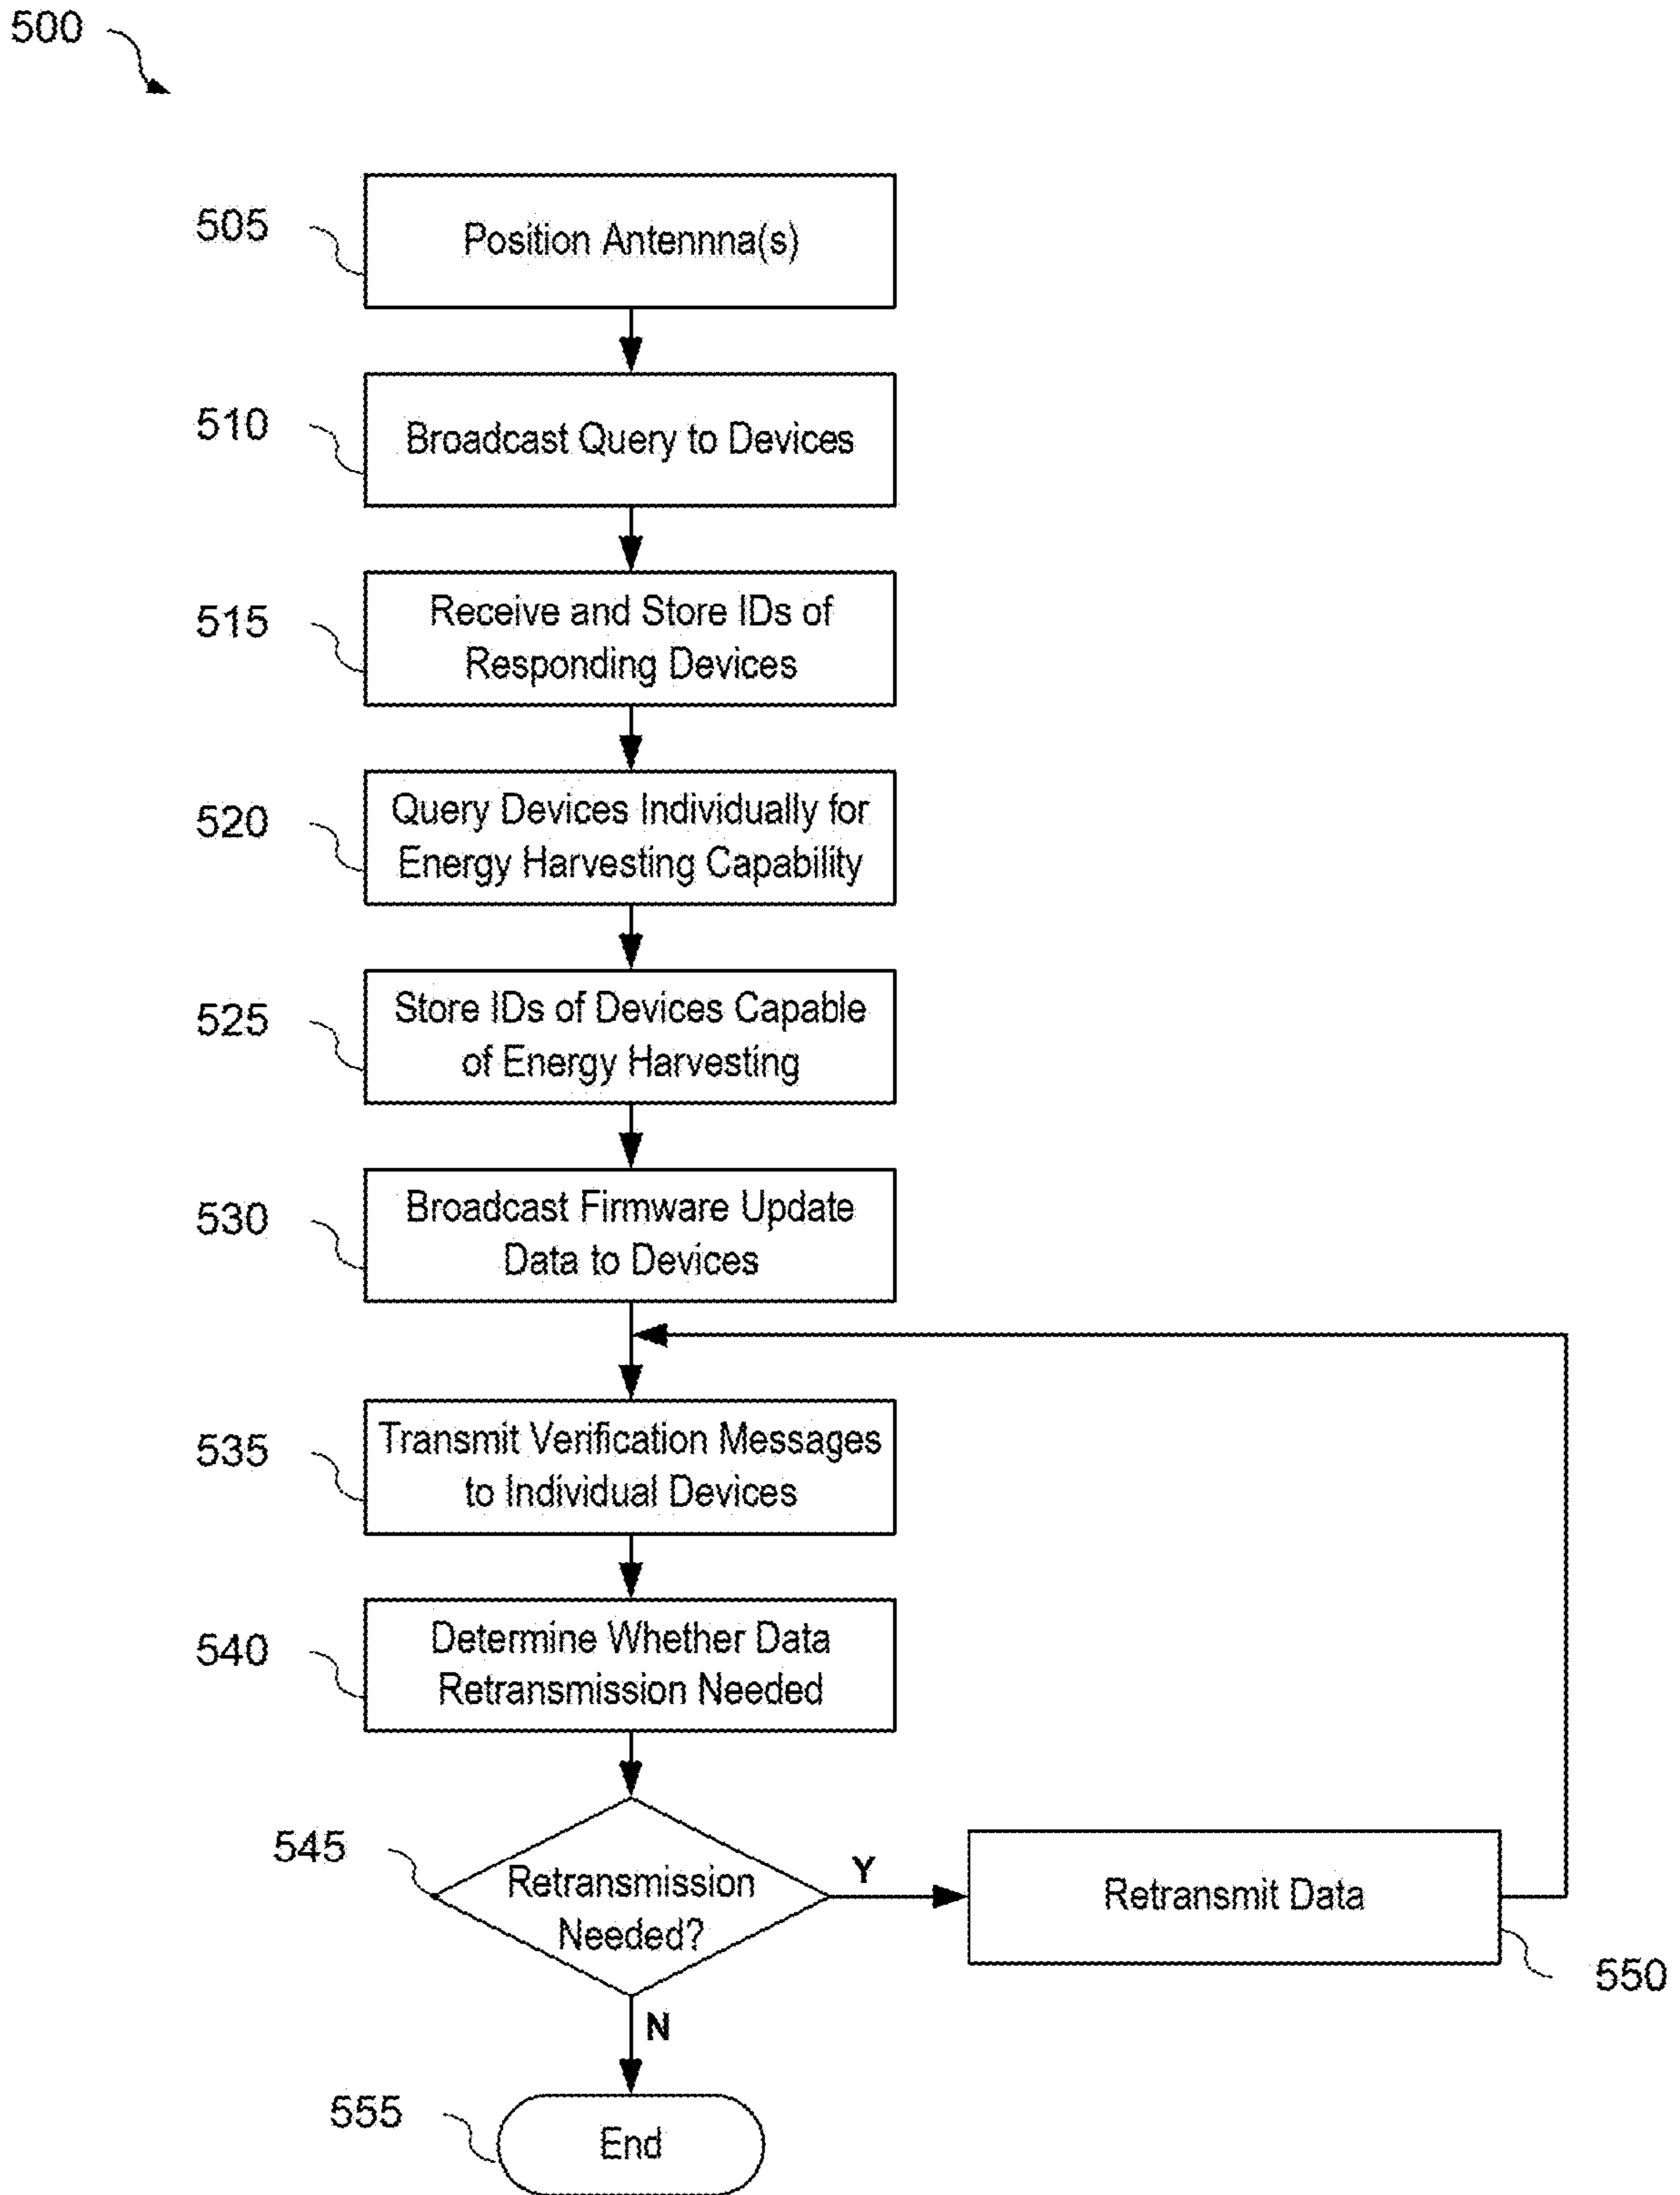 500
505
Position Antennna(s)
510
Broadcast Query to Devices
515
Receive and Store IDs of
Responding Devices
520
Query Devices Individually for
Energy Harvesting Capability
525
Store IDs of Devices Capable
of Energy Harvesting
530
Broadcast Firmware Update
Data to Devices
535
Transmit Verification Messages
to Individual Devices
540
Determine Whether Data
Retransmission Needed
545
Retransmission
Needed?
Y
Retransmit Data
550
N
555
End